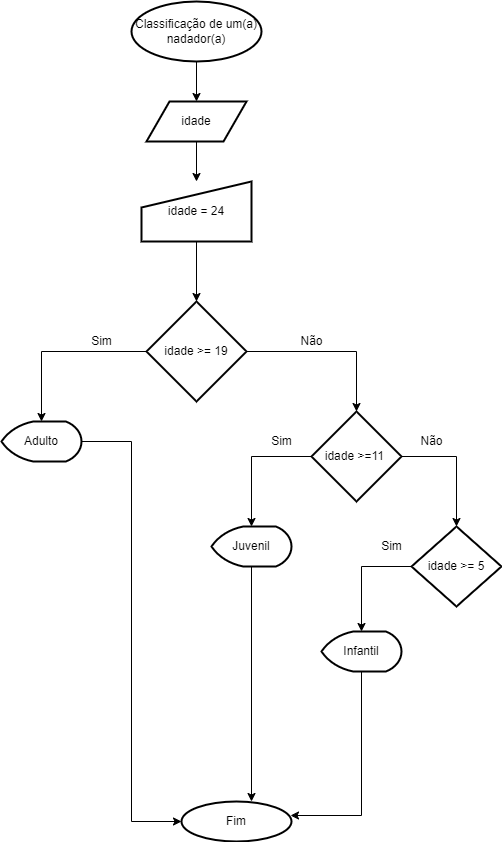 Classificação de um(a)
nadador(a)
idade
idade = 24
Sim
idade >= 19
Não
Adulto
Sim
idade >=11
Não
Juvenil
Sim
idade >= 5
Infantil
Fim